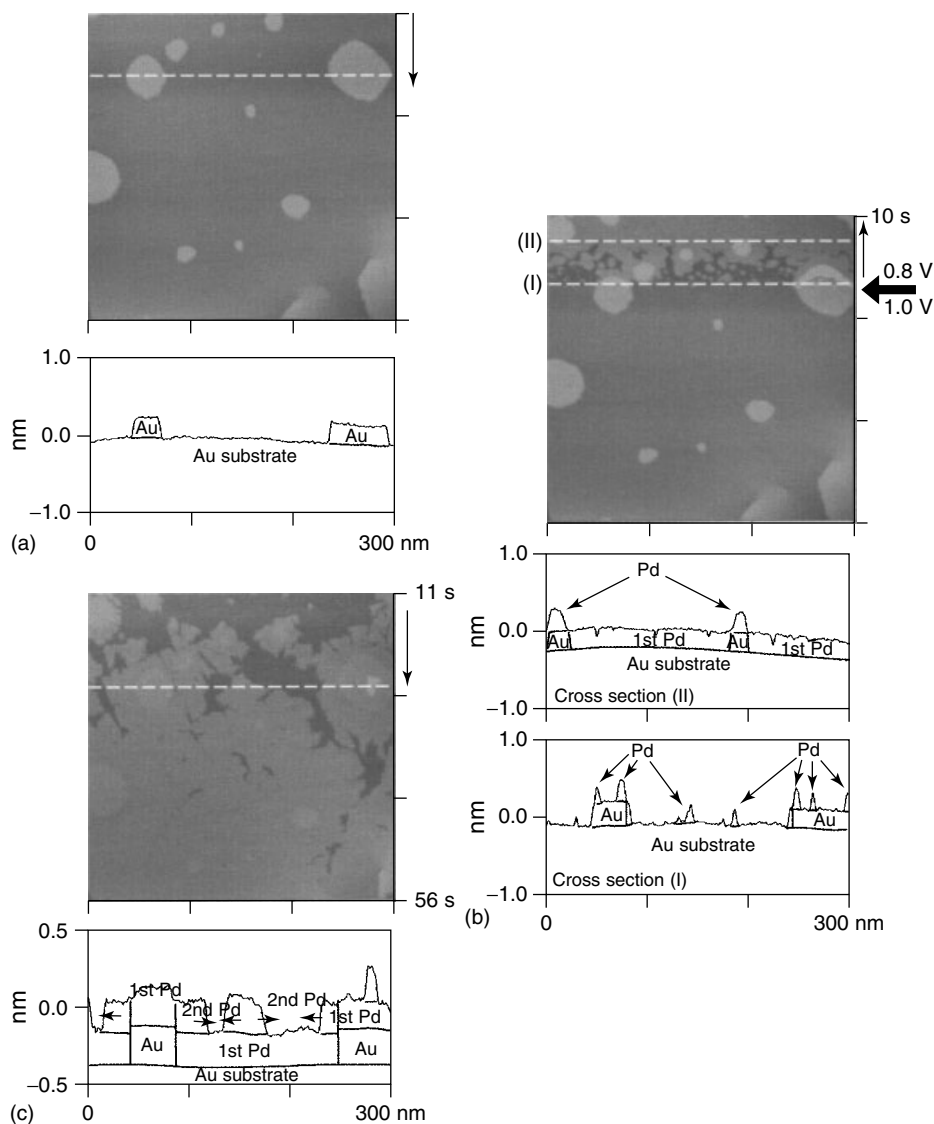 1.0
0.0
−1.0
nm
Au
Au
Au substrate
(a)
0
300 nm
(II)
(I)
10 s
0.8 V
1.0 V
1.0
0.0
−1.0
nm
Pd
Au
1st Pd
Au
1st Pd
Au substrate
Cross section (II)
1.0
0.0
−1.0
nm
Pd
Pd
Au
Au
Au substrate
Cross section (I)
(b)
0
300 nm
11 s
56 s
0.5
0.0
−0.5
nm
1st Pd
2nd Pd
2nd Pd
1st Pd
Au
1st Pd
Au
Au substrate
(c)
0
300 nm